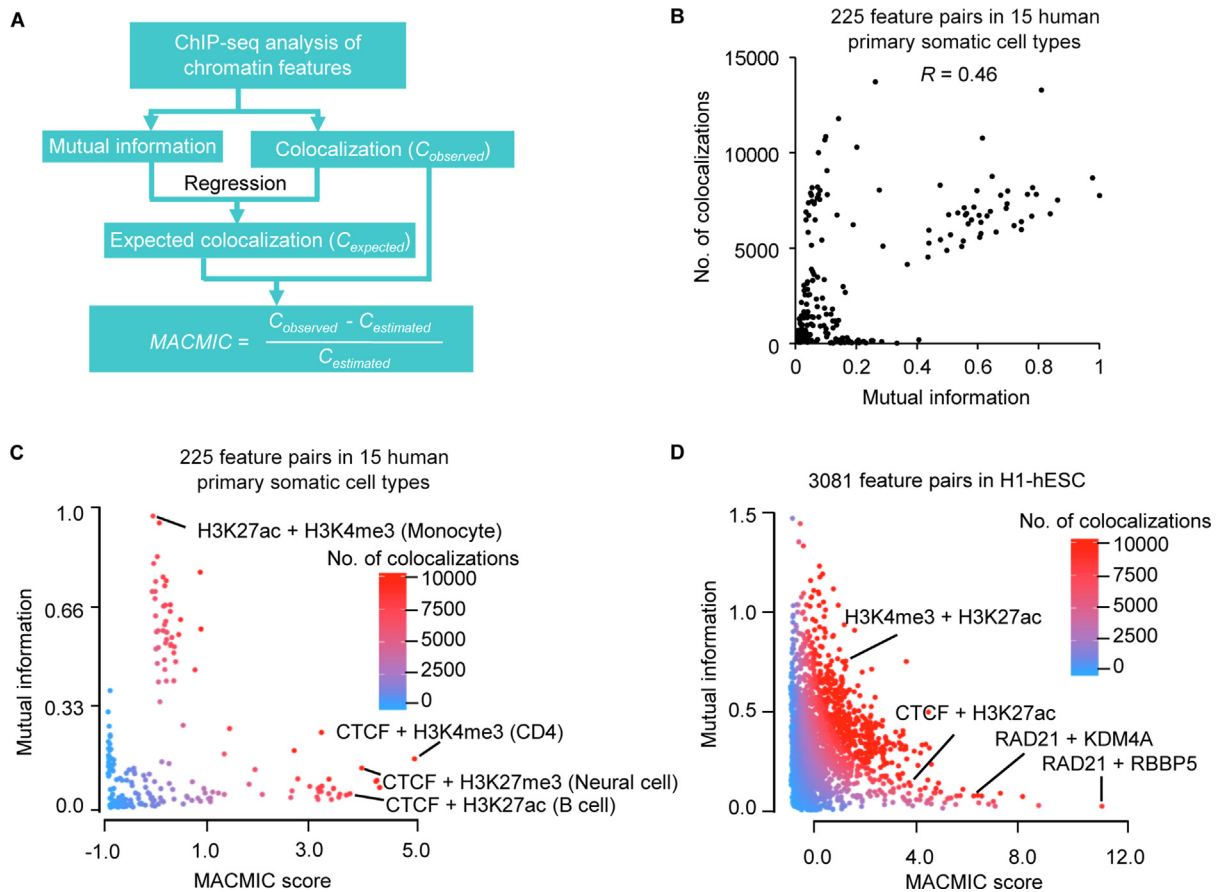 A
ChIP-seq analysis of
chromatin features
Mutual information
Colocalization (Cobserved)
Regression
Expected colocalization (Cexpected)
MACMIC = Cobserved - Cestimated
Cestimated
B
225 feature pairs in 15 human
primary somatic cell types
R = 0.46
No. of colocalizations
15000
10000
5000
0
0 0.2 0.4 0.6 0.8 1
Mutual information
C
225 feature pairs in 15 human
primary somatic cell types
Mutual information
1.0
0.66
0.33
0.0
H3K27ac + H3K4me3 (Monocyte)
No. of colocalizations
10000
7500
5000
2500
0
CTCF + H3K4me3 (CD4)
CTCF + H3K27me3 (Neural cell)
CTCF + H3K27ac (B cell)
-1.0 1.0 3.0 5.0
MACMIC score
D
3081 feature pairs in H1-hESC
Mutual information
1.5
1.0
0.5
0.0
No. of colocalizations
10000
7500
5000
2500
0
H3K4me3 + H3K27ac
CTCF + H3K27ac
RAD21 + KDM4A
RAD21 + RBBP5
0.0 4.0 8.0 12.0
MACMIC score